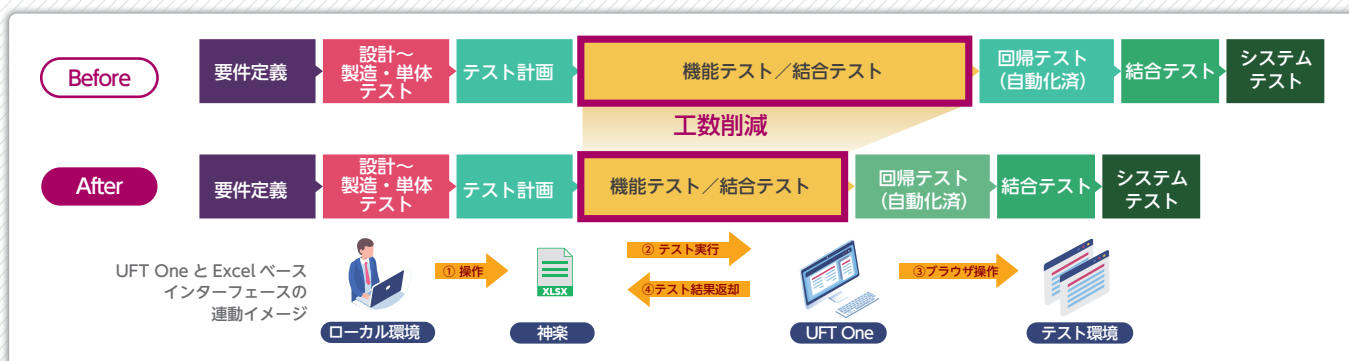 Before
要件定義
設計～
製造・単体
テスト
テスト計画
機能テスト／結合テスト
回帰テスト
（自動化済）
結合テスト
システム
テスト
工数削減
After
要件定義
設計～
製造・単体
テスト
テスト計画
機能テスト／結合テスト
回帰テスト
（自動化済）
結合テスト
システム
テスト
UFT One と Excel ベース
インターフェースの
連動イメージ
① 操作
XLSX
② テスト実行
④テスト結果返却
③ブラウザ操作
ローカル環境
神楽
UFT One
テスト環境